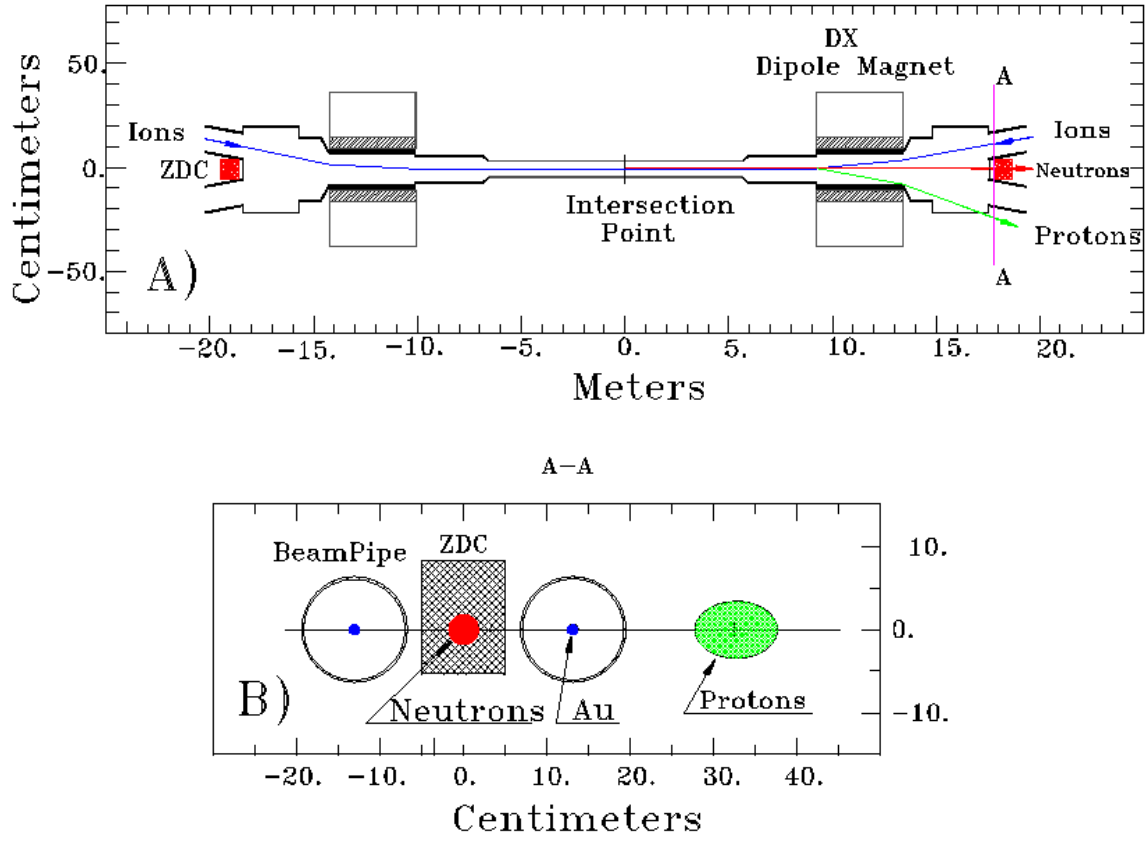 DX
Dipole Magnet
A
50.
Ions
Ions
0.
ZDC
Neutrons
Intersection
Point
Protons
-50.
A)
A
Centimeters
-20. -15. -10. -5. 0. 5. 10. 15. 20.
Meters
A-A
BeamPipe
ZDC
10.
0.
B)
Neutrons
Au
Protons
-10.
-20. -10. 0. 10. 20. 30. 40.
Centimeters